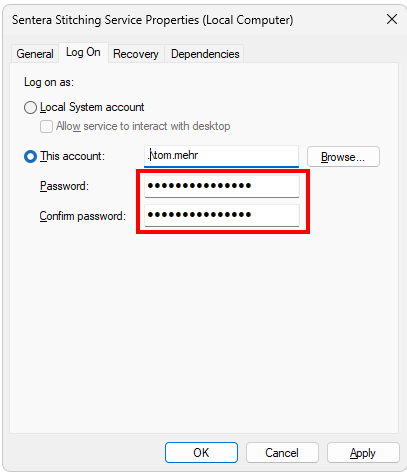 Sentera Stitching Service Properties (Local Computer)
General Log On Recovery Dependencies
Log on as:
Local System account
Allow service to interact with desktop
This account: .\tom.mehr Browse...
Password: •••••••••••••••
Confirm password: •••••••••••••••
OK Cancel Apply